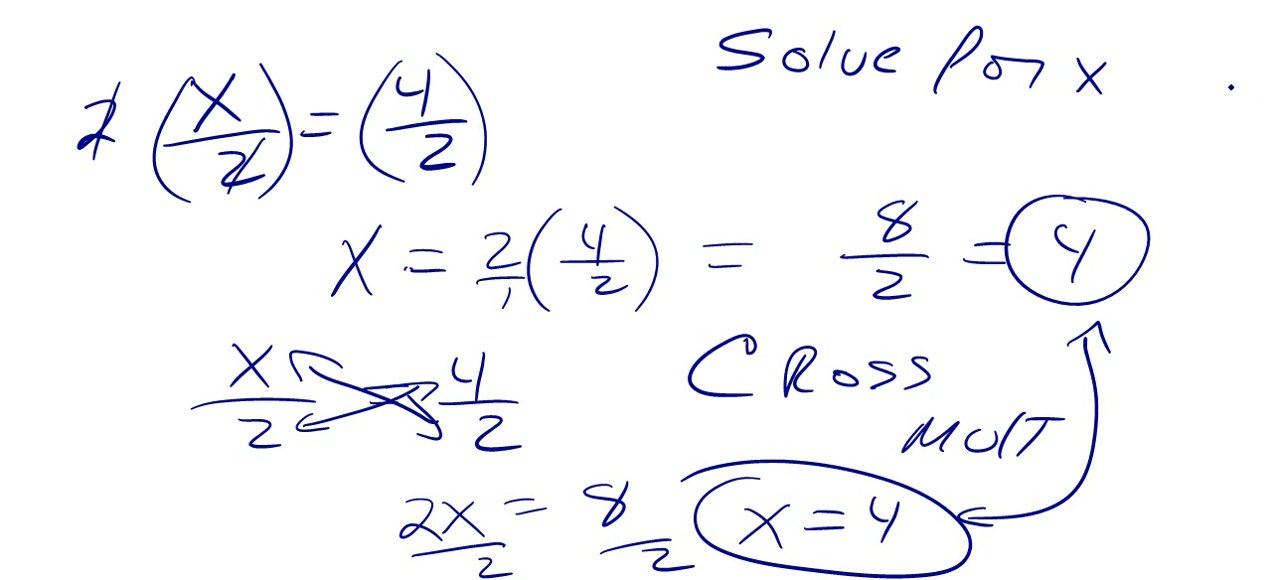 Solve for x
2 (x/2) = (4/2)
x = 2/1 (4/2) = 8/2 = 4
x/2 = 4/2 CROSS MULT
2x/2 = 8/2 x = 4